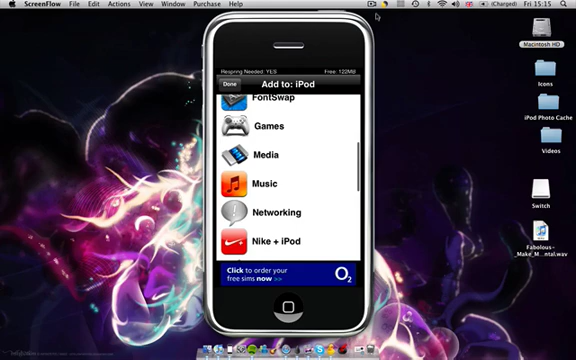 ScreenFlow File Edit Actions View Window Purchase Help
(Charged) Fri 15:15
Respring Needed: YES Free: 122MB
Done Add to: iPod
FontSwap
Games
Media
Music
Networking
Nike + iPod
Click to order your
free sims now >>
O2
Macintosh HD
Icons
iPod Photo Cache
Videos
Switch
Fabolous -
_Make_M...ntal.wav